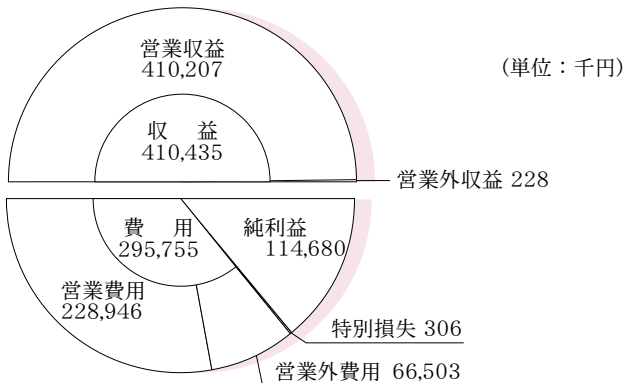 営業収益
410,207
(単位：千円)
収　益
410,435
営業外収益 228
費　用
295,755
純利益
114,680
営業費用
228,946
特別損失 306
営業外費用 66,503